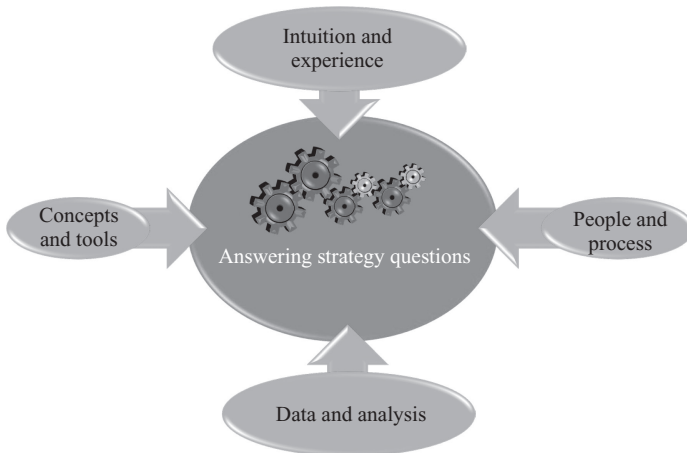 Intuition and
experience
Concepts
and tools
Answering strategy questions
People and
process
Data and analysis